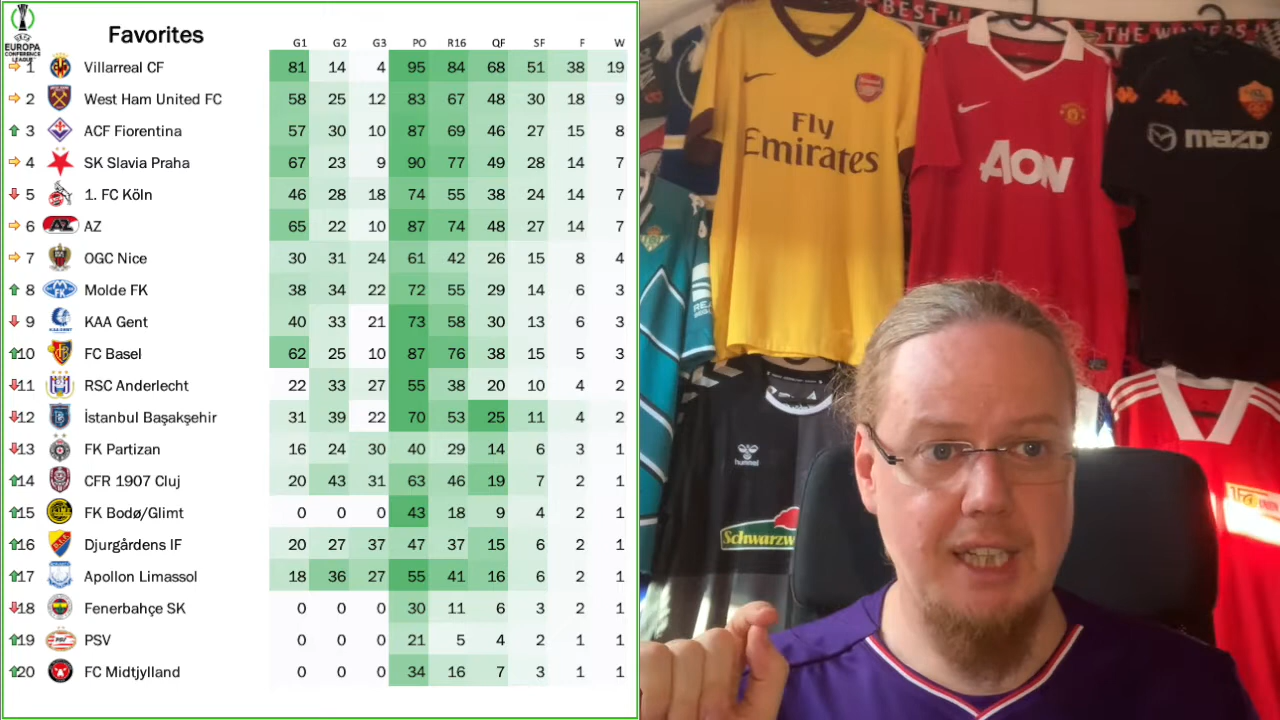 UEFA
EUROPA
CONFERENCE
LEAGUE
Favorites
G1 G2 G3 PO R16 QF SF F W
1 Villarreal CF 81 14 4 95 84 68 51 38 19
2 West Ham United FC 58 25 12 83 67 48 30 18 9
3 ACF Fiorentina 57 30 10 87 69 46 27 15 8
4 SK Slavia Praha 67 23 9 90 77 49 28 14 7
5 1. FC Köln 46 28 18 74 55 38 24 14 7
6 AZ AZ 65 22 10 87 74 48 27 14 7
7 OGC Nice 30 31 24 61 42 26 15 8 4
8 Molde FK 38 34 22 72 55 29 14 6 3
9 KAA Gent 40 33 21 73 58 30 13 6 3
10 FC Basel 62 25 10 87 76 38 15 5 3
11 RSC Anderlecht 22 33 27 55 38 20 10 4 2
12 İstanbul Başakşehir 31 39 22 70 53 25 11 4 2
13 FK Partizan 16 24 30 40 29 14 6 3 1
14 CFR 1907 Cluj 20 43 31 63 46 19 7 2 1
15 FK Bodø/Glimt 0 0 0 43 18 9 4 2 1
16 Djurgårdens IF 20 27 37 47 37 15 6 2 1
17 Apollon Limassol 18 36 27 55 41 16 6 2 1
18 Fenerbahçe SK 0 0 0 30 11 6 3 2 1
19 PSV PSV 0 0 0 21 5 4 2 1 1
20 FC Midtjylland 0 0 0 34 16 7 3 1 1
THE BEST!
THE WINNERS
Fly
Emirates
Arsenal
AON
mazda
hummel
Schwarzw